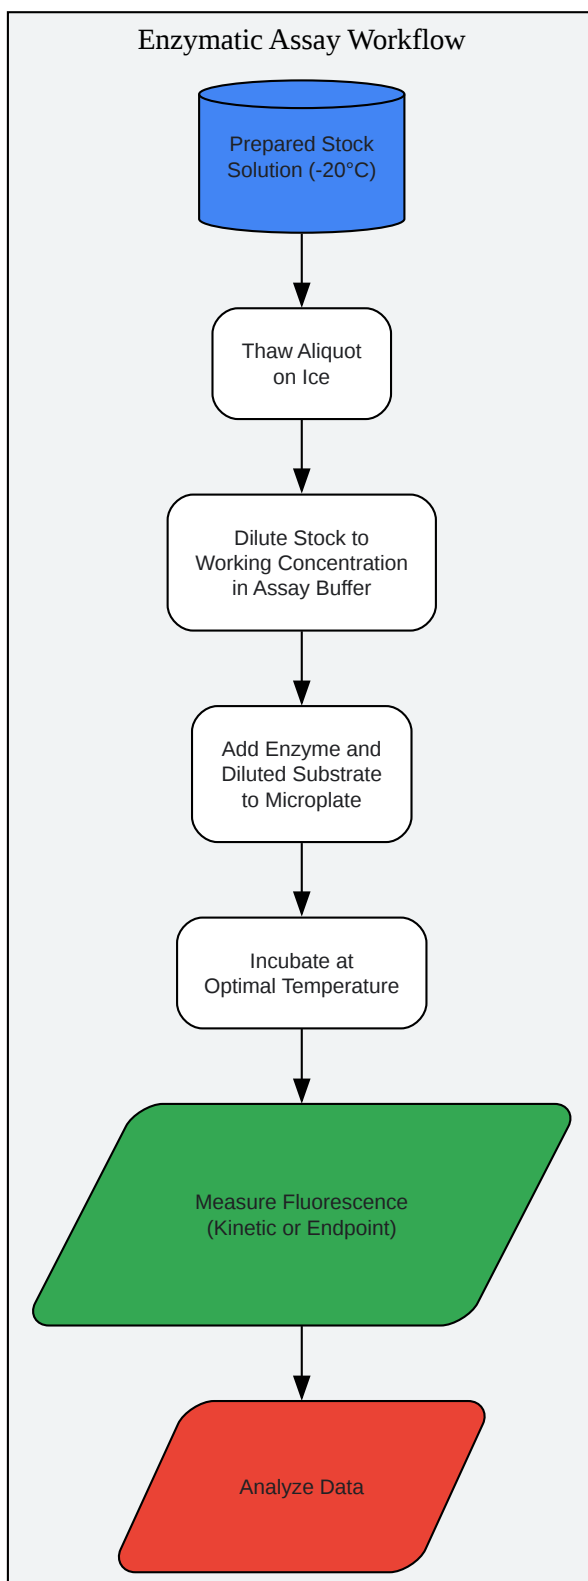 Enzymatic Assay Workflow
Prepared Stock
Solution (-20°C)
Thaw Aliquot
on Ice
Dilute Stock to
Working Concentration
in Assay Buffer
Add Enzyme and
Diluted Substrate
to Microplate
Incubate at
Optimal Temperature
Measure Fluorescence
(Kinetic or Endpoint)
Analyze Data